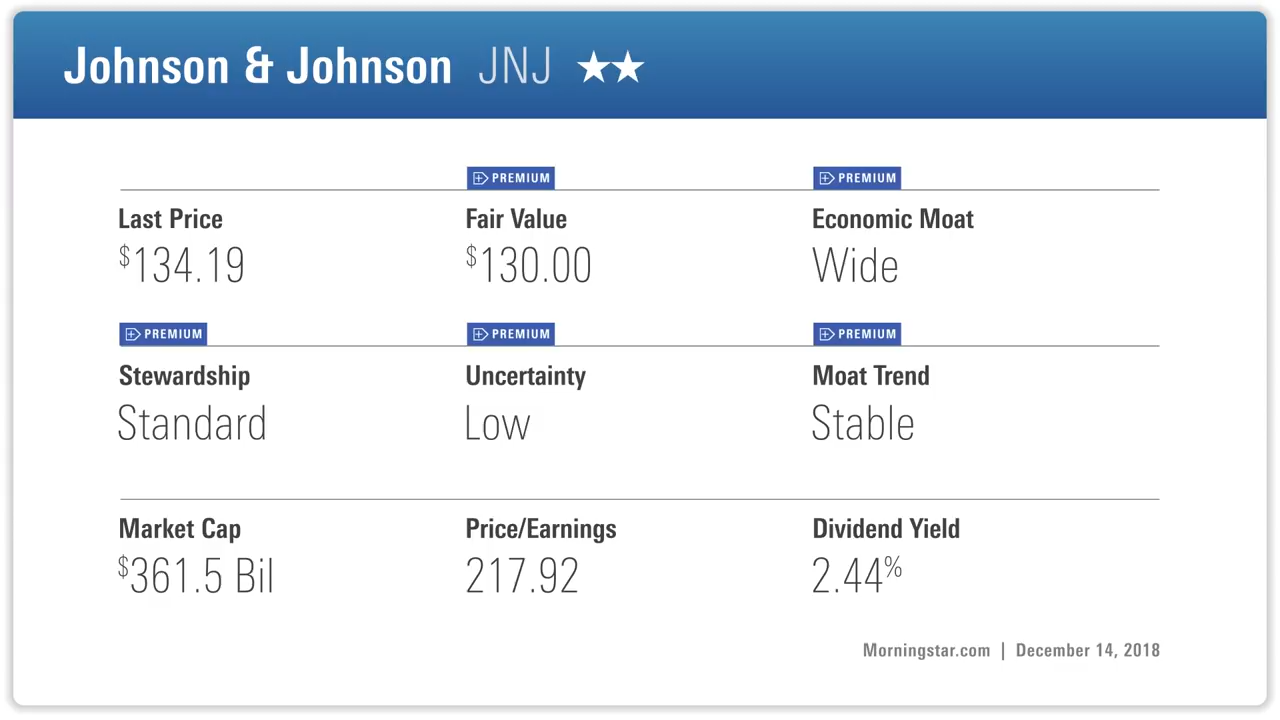 Johnson & Johnson JNJ ★★
PREMIUM PREMIUM
Last Price Fair Value Economic Moat
$134.19 $130.00 Wide
PREMIUM PREMIUM PREMIUM
Stewardship Uncertainty Moat Trend
Standard Low Stable
Market Cap Price/Earnings Dividend Yield
$361.5 Bil 217.92 2.44%
Morningstar.com | December 14, 2018